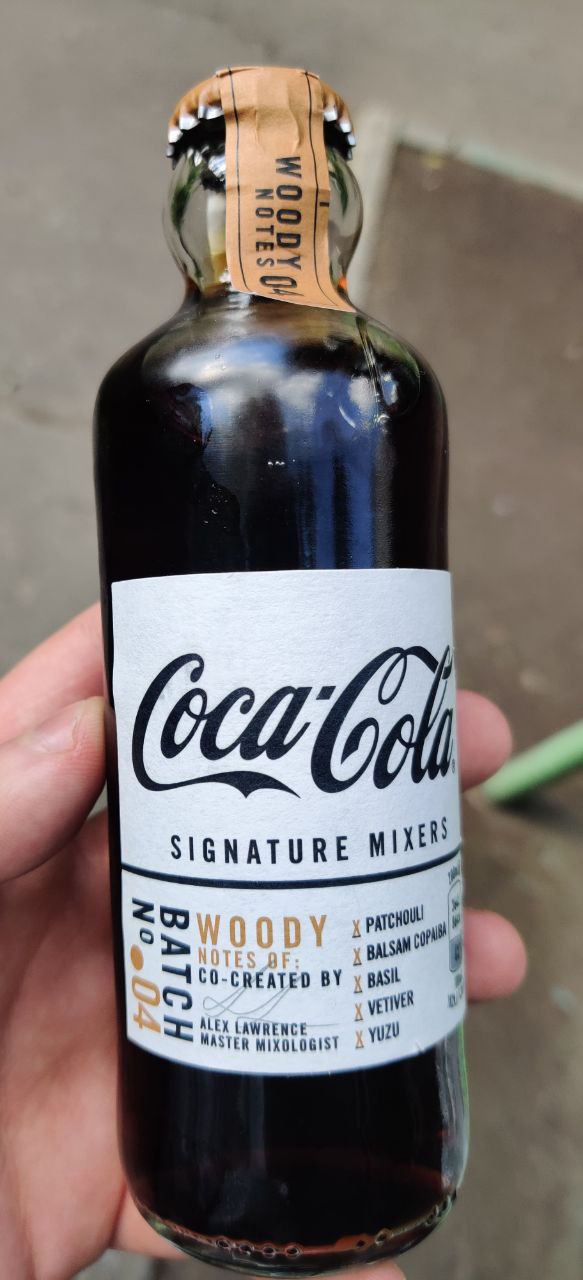 WOODY
NOTES 04
Coca-Cola
SIGNATURE MIXERS
BATCH
No.04
WOODY
NOTES OF:
CO-CREATED BY
ALEX LAWRENCE
MASTER MIXOLOGIST
X PATCHOULI
X BALSAM COPAIBA
X BASIL
X VETIVER
X YUZU